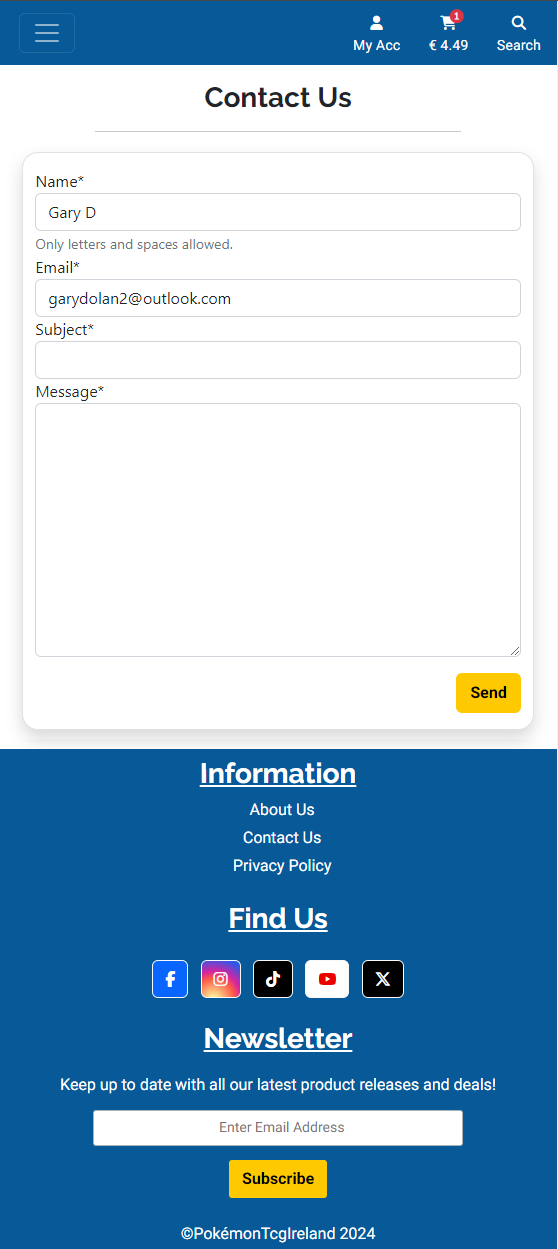 My Acc
1
€ 4.49
Search
Contact Us
Name*
Gary D
Only letters and spaces allowed.
Email*
garydolan2@outlook.com
Subject*
Message*
Send
Information
About Us
Contact Us
Privacy Policy
Find Us
Newsletter
Keep up to date with all our latest product releases and deals!
Enter Email Address
Subscribe
©PokémonTcgIreland 2024